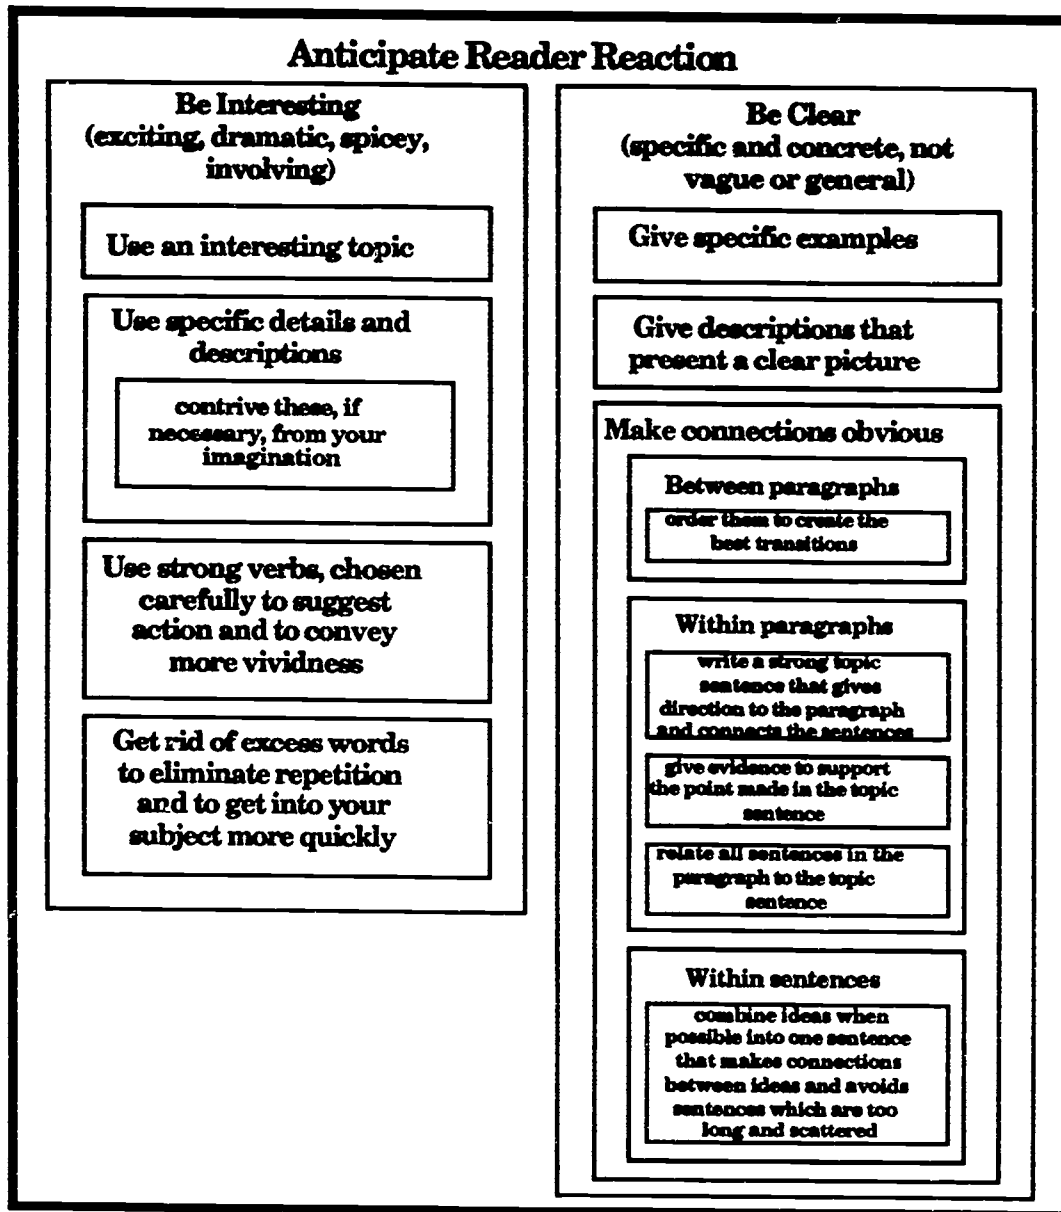 Anticipate Reader Reaction
Be Interesting
(exciting, dramatic, spicey,
involving)
Use an interesting topic
Use specific details and
descriptions
contrive these, if
necessary, from your
imagination
Use strong verbs, chosen
carefully to suggest
action and to convey
more vividness
Get rid of excess words
to eliminate repetition
and to get into your
subject more quickly
Be Clear
(specific and concrete, not
vague or general)
Give specific examples
Give descriptions that
present a clear picture
Make connections obvious
Between paragraphs
order them to create the
best transitions
Within paragraphs
write a strong topic
sentence that gives
direction to the paragraph
and connects the sentences
give evidence to support
the point made in the topic
sentence
relate all sentences in the
paragraph to the topic
sentence
Within sentences
combine ideas when
possible into one sentence
that makes connections
between ideas and avoids
sentences which are too
long and scattered